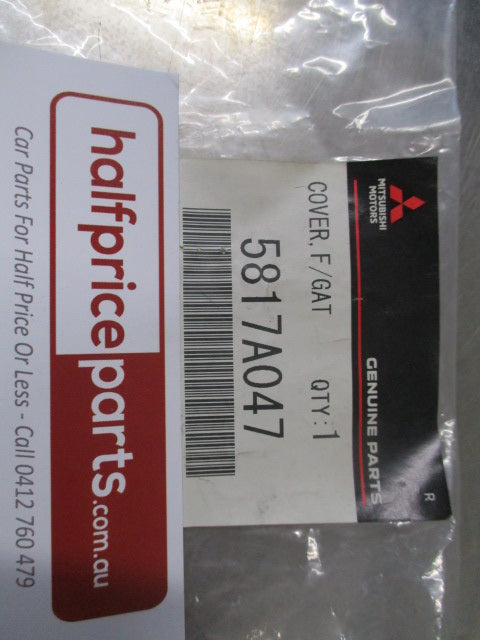 MITSUBISHI
MOTORS
GENUINE PARTS
R
COVER, F/GAT QTY:1
5817A047
halfpriceparts.com.au
Car Parts For Half Price Or Less - Call 0412 760 479